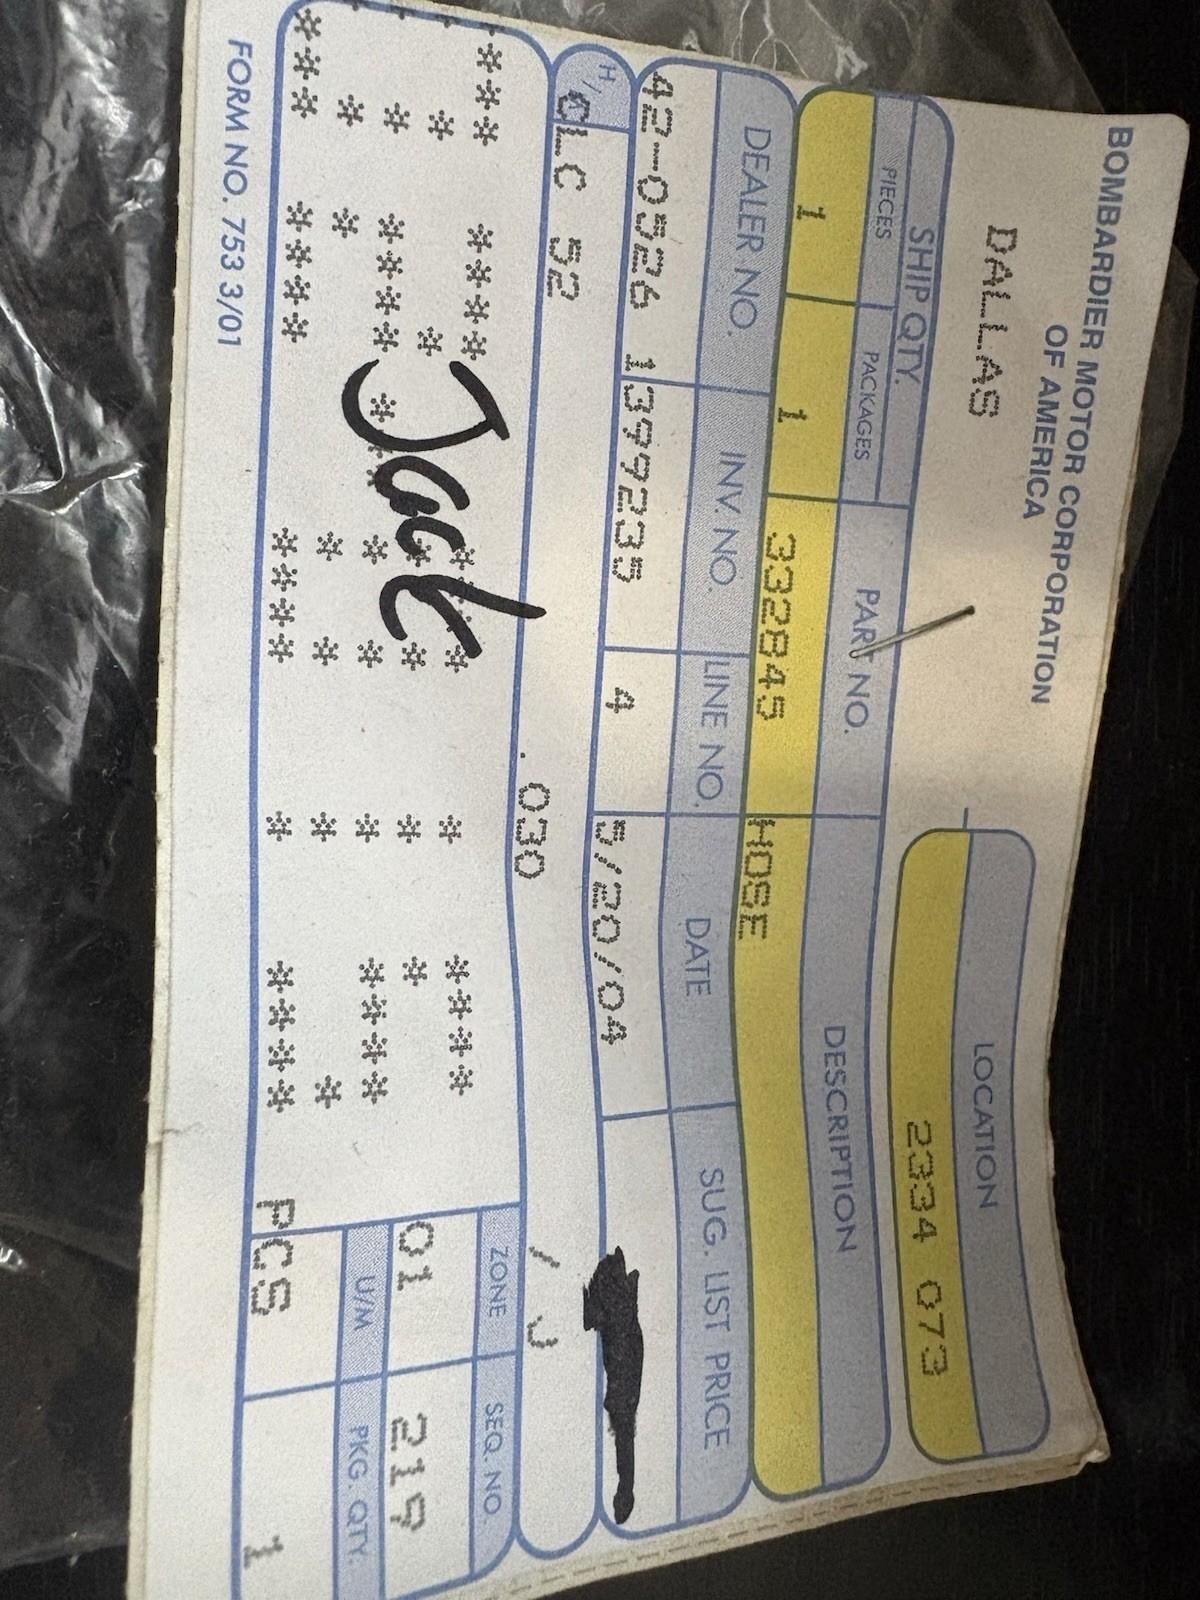 BOMBARDIER MOTOR CORPORATION
OF AMERICA
DALLAS
LOCATION
2334 073
SHIP QTY.
PIECES PACKAGES PART NO. DESCRIPTION
1 1 332845 HOSE
DEALER NO. INV. NO. LINE NO. DATE SUG. LIST PRICE
42-0526 1399235 4 5/20/04
H/ CLC 52 .030
Jack
ZONE SEQ. NO.
01 219
U/M PKG. QTY.
PCS 1
FORM NO. 753 3/01